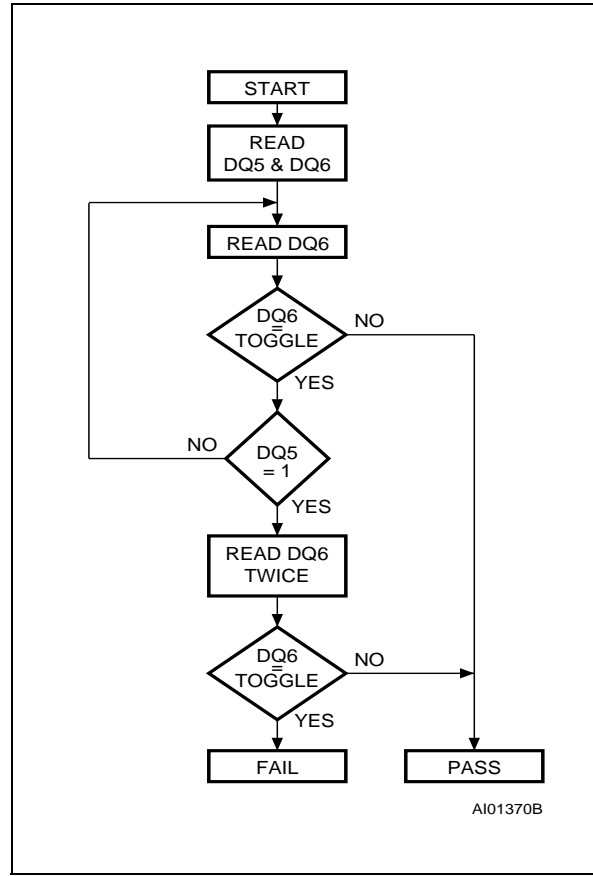 START
READ
DQ5 & DQ6
READ DQ6
DQ6
=
TOGGLE
NO
YES
NO
DQ5
= 1
YES
READ DQ6
TWICE
DQ6
=
TOGGLE
NO
YES
FAIL
PASS
AI01370B